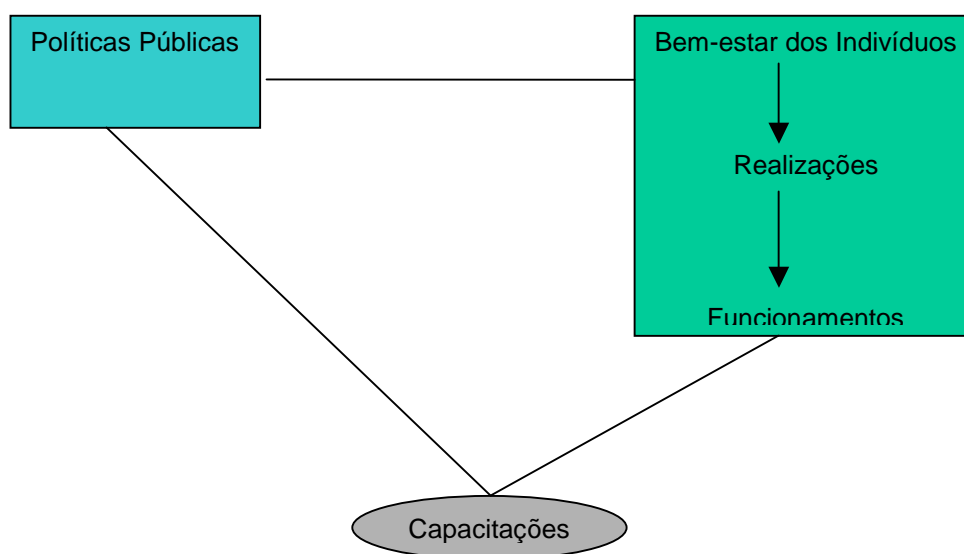 Políticas Públicas
Bem-estar dos Indivíduos
Realizações
Funcionamentos
Capacitações